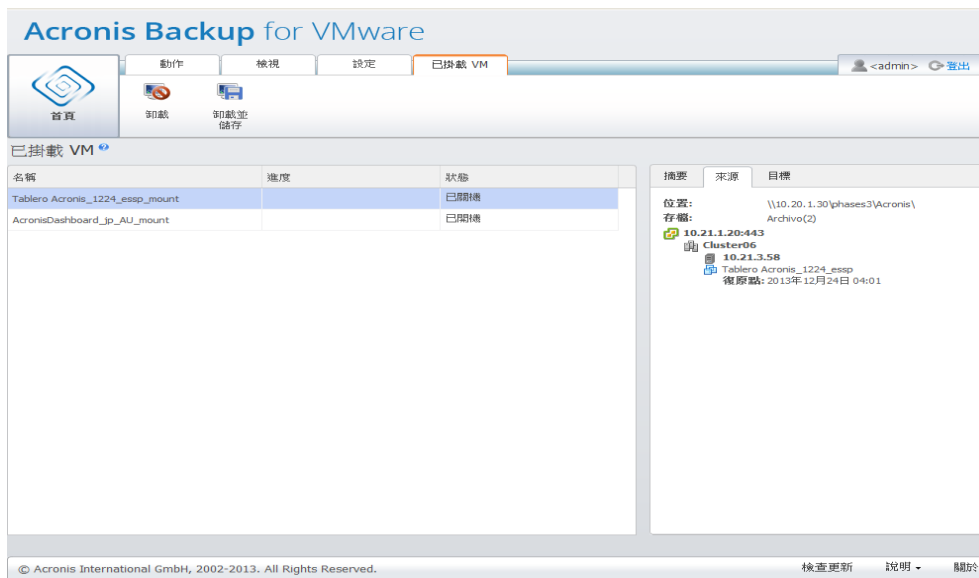 Acronis Backup for VMware
動作 檢視 設定 已掛載 VM <admin> 登出
首頁 卸載 卸載並
儲存
已掛載 VM
名稱 進度 狀態
Tablero Acronis_1224_essp_mount 已關機
AcronisDashboard_jp_AU_mount 已關機
摘要 來源 目標
位置: \\10.20.1.30\phases3\Acronis\
存檔: Archivo(2)
10.21.1.20:443
Cluster06
10.21.3.58
Tablero Acronis_1224_essp
復原點: 2013年12月24日 04:01
© Acronis International GmbH, 2002-2013. All Rights Reserved. 檢查更新 說明 關於